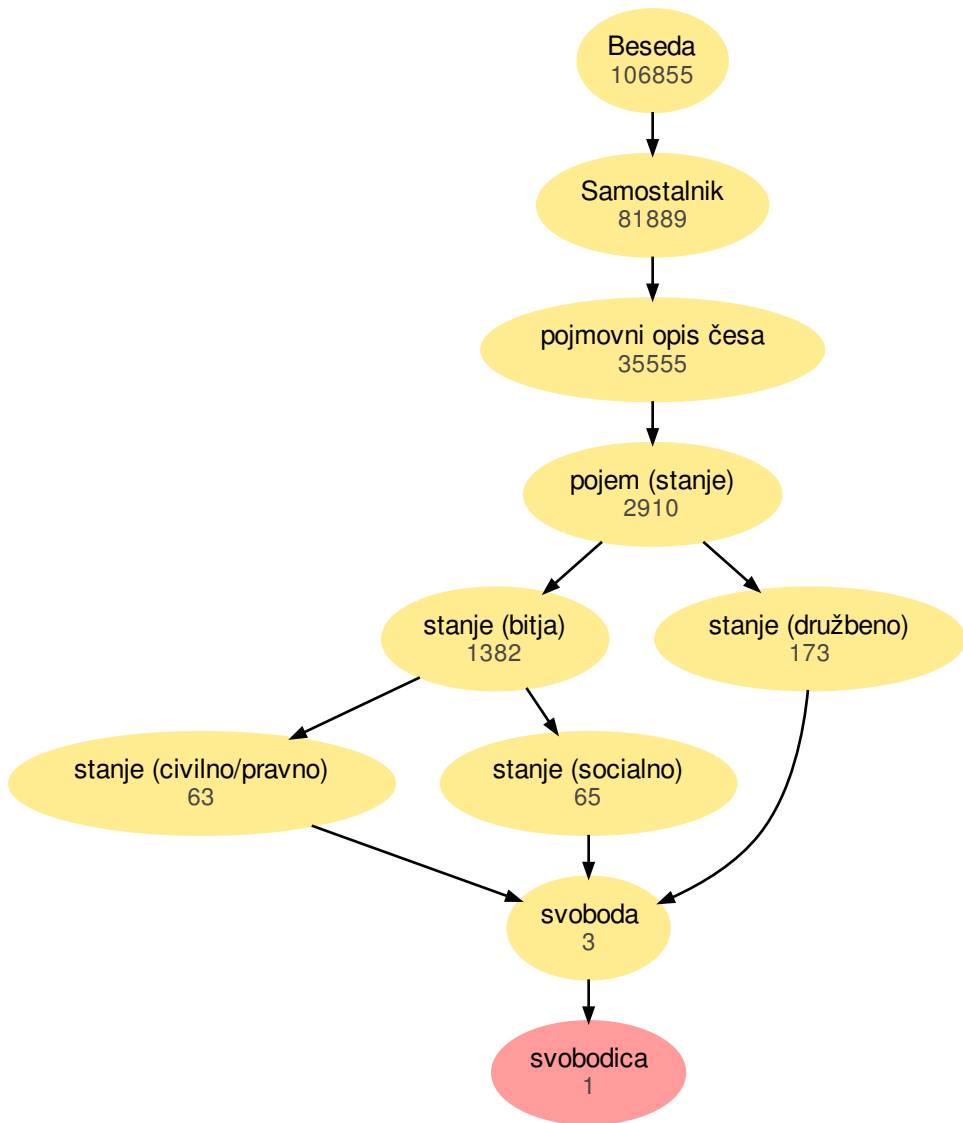 Beseda
106855
Samostalnik
81889
pojmovni opis česa
35555
pojem (stanje)
2910
stanje (bitja)
1382
stanje (družbeno)
173
stanje (civilno/pravno)
63
stanje (socialno)
65
svoboda
3
svobodica
1